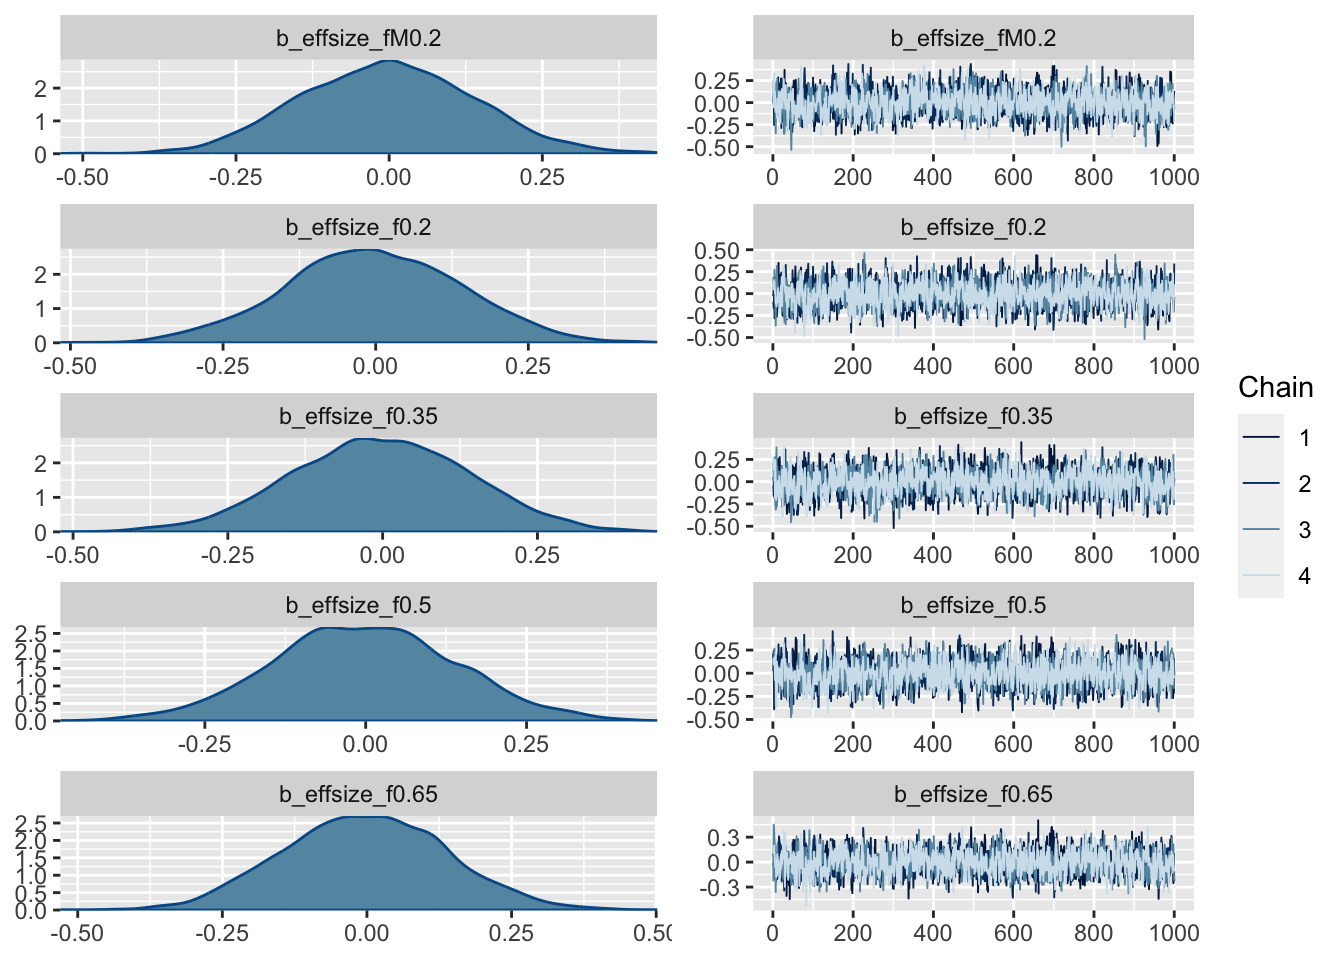 b_effsize_fM0.2
2
1
0
-0.50 -0.25 0.00 0.25
b_effsize_fM0.2
0.25
0.00
-0.25
-0.50
0 200 400 600 800 1000
b_effsize_f0.2
2
1
0
-0.50 -0.25 0.00 0.25
b_effsize_f0.2
0.50
0.25
0.00
-0.25
-0.50
0 200 400 600 800 1000
b_effsize_f0.35
2
1
0
-0.50 -0.25 0.00 0.25
b_effsize_f0.35
0.25
0.00
-0.25
-0.50
0 200 400 600 800 1000
b_effsize_f0.5
2.5
2.0
1.5
1.0
0.5
0.0
-0.25 0.00 0.25
b_effsize_f0.5
0.25
0.00
-0.25
-0.50
0 200 400 600 800 1000
b_effsize_f0.65
2.5
2.0
1.5
1.0
0.5
0.0
-0.50 -0.25 0.00 0.25 0.50
b_effsize_f0.65
0.3
0.0
-0.3
0 200 400 600 800 1000
Chain
1
2
3
4